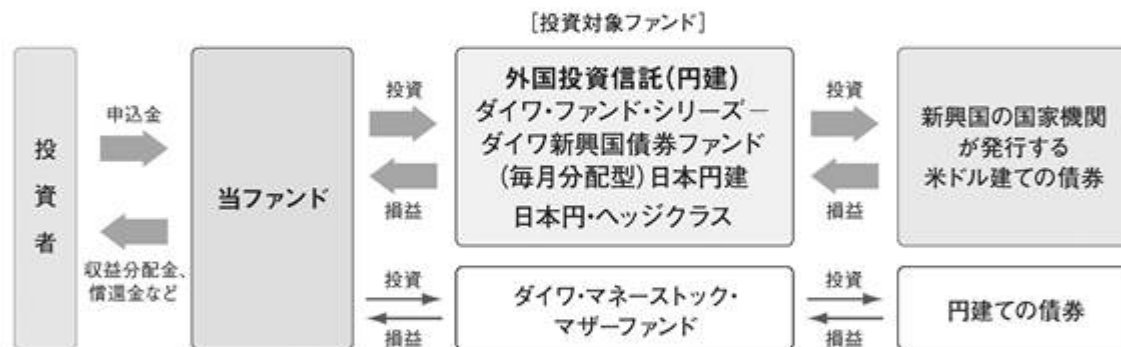 [投資対象ファンド]
投資者
申込金
収益分配金、
償還金など
当ファンド
投資
損益
外国投資信託(円建)
ダイワ・ファンド・シリーズ－
ダイワ新興国債券ファンド
(毎月分配型)日本円建
日本円・ヘッジクラス
投資
損益
新興国の国家機関
が発行する
米ドル建ての債券
投資
損益
ダイワ・マネーストック・
マザーファンド
投資
損益
円建ての債券